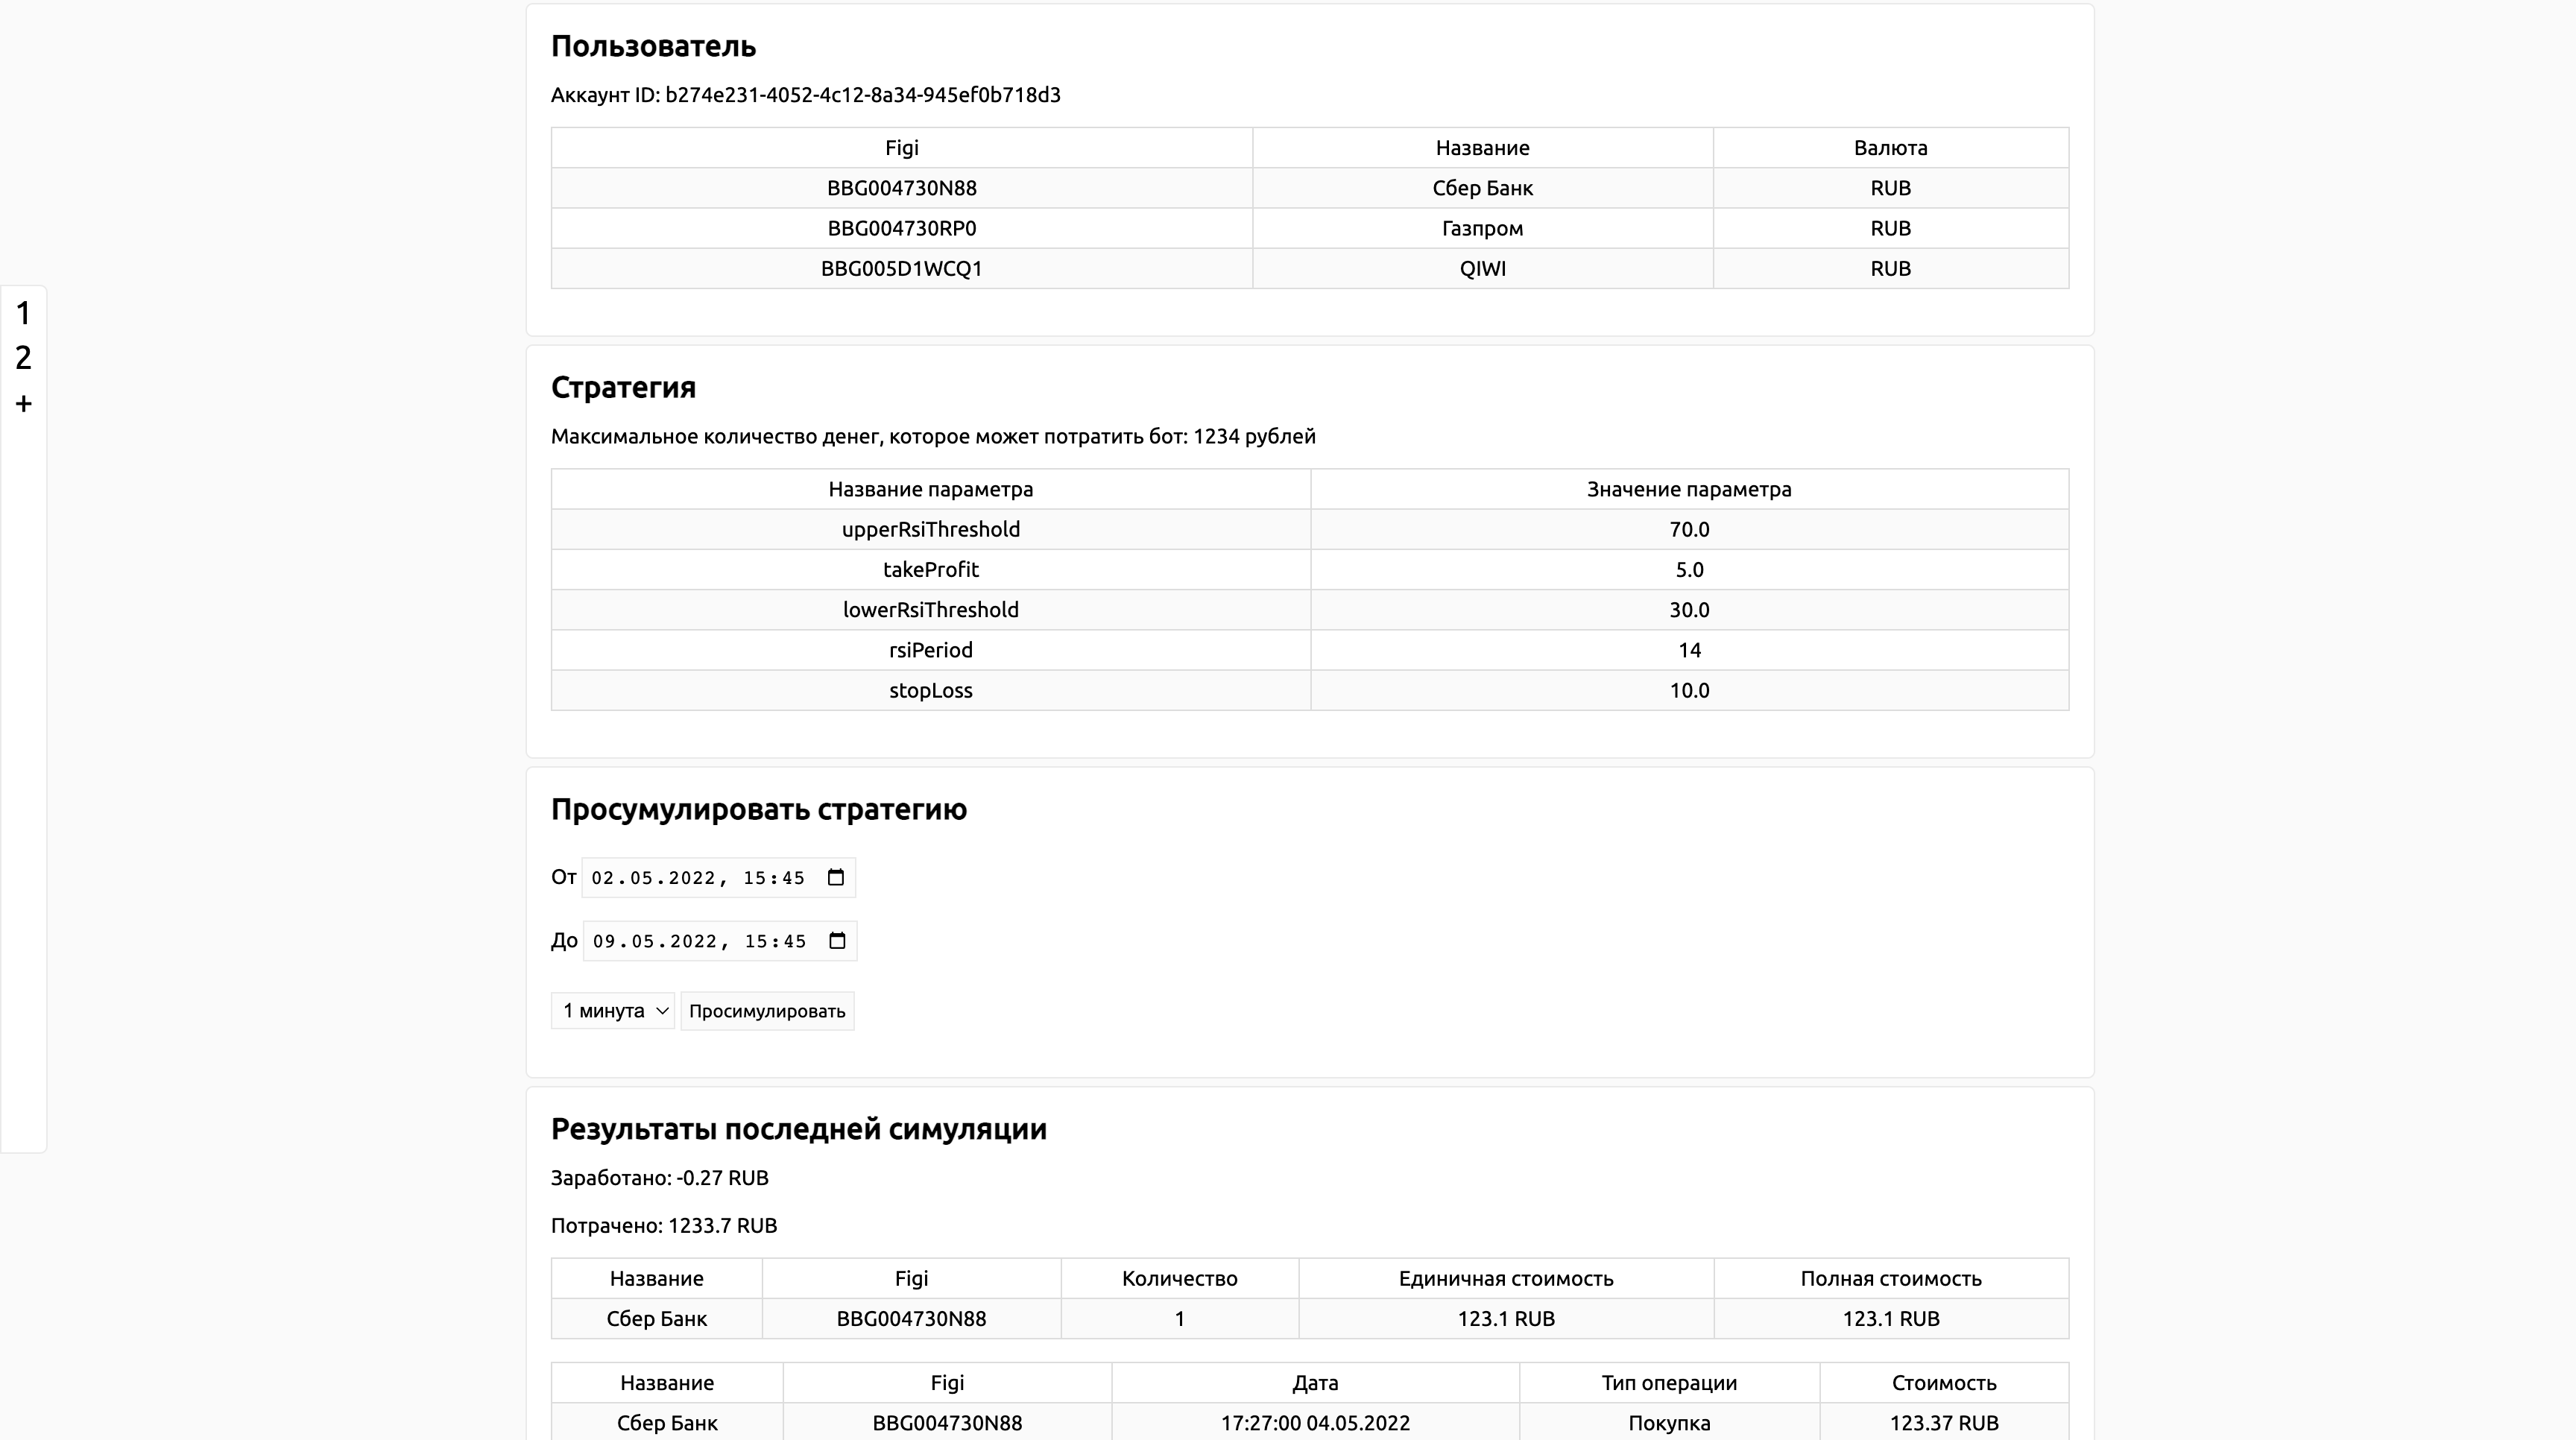 Пользователь
Аккаунт ID: b274e231-4052-4c12-8a34-945ef0b718d3
Figi Название Валюта
BBG004730N88 Сбер Банк RUB
BBG004730RP0 Газпром RUB
BBG005D1WCQ1 QIWI RUB
1
2
+
Стратегия
Максимальное количество денег, которое может потратить бот: 1234 рублей
Название параметра Значение параметра
upperRsiThreshold 70.0
takeProfit 5.0
lowerRsiThreshold 30.0
rsiPeriod 14
stopLoss 10.0
Просумулировать стратегию
От 02.05.2022, 15:45
До 09.05.2022, 15:45
1 минута Просимулировать
Результаты последней симуляции
Заработано: -0.27 RUB
Потрачено: 1233.7 RUB
Название Figi Количество Единичная стоимость Полная стоимость
Сбер Банк BBG004730N88 1 123.1 RUB 123.1 RUB
Название Figi Дата Тип операции Стоимость
Сбер Банк BBG004730N88 17:27:00 04.05.2022 Покупка 123.37 RUB